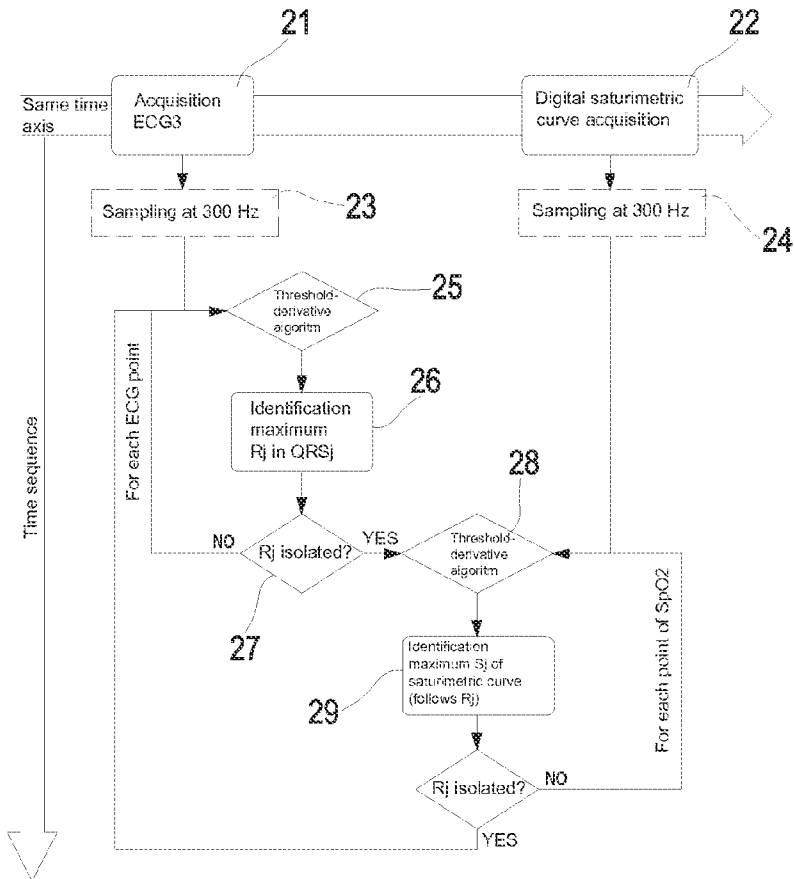 21
22
Same time
axis
Acquisition
ECG3
Digital saturimetric
curve acquisition
Sampling at 300 Hz
23
Sampling at 300 Hz
24
25
Threshold-
derivative
algoritm
For each ECG point
26
Identification
maximum
Rj in QRSj
Time sequence
28
NO
Rj isolated?
YES
Threshold-
derivative
algoritm
27
Identification
maximum Sj of
saturimetric curve
(follows Rj)
29
For each point of SpO2
Rj isolated?
NO
YES